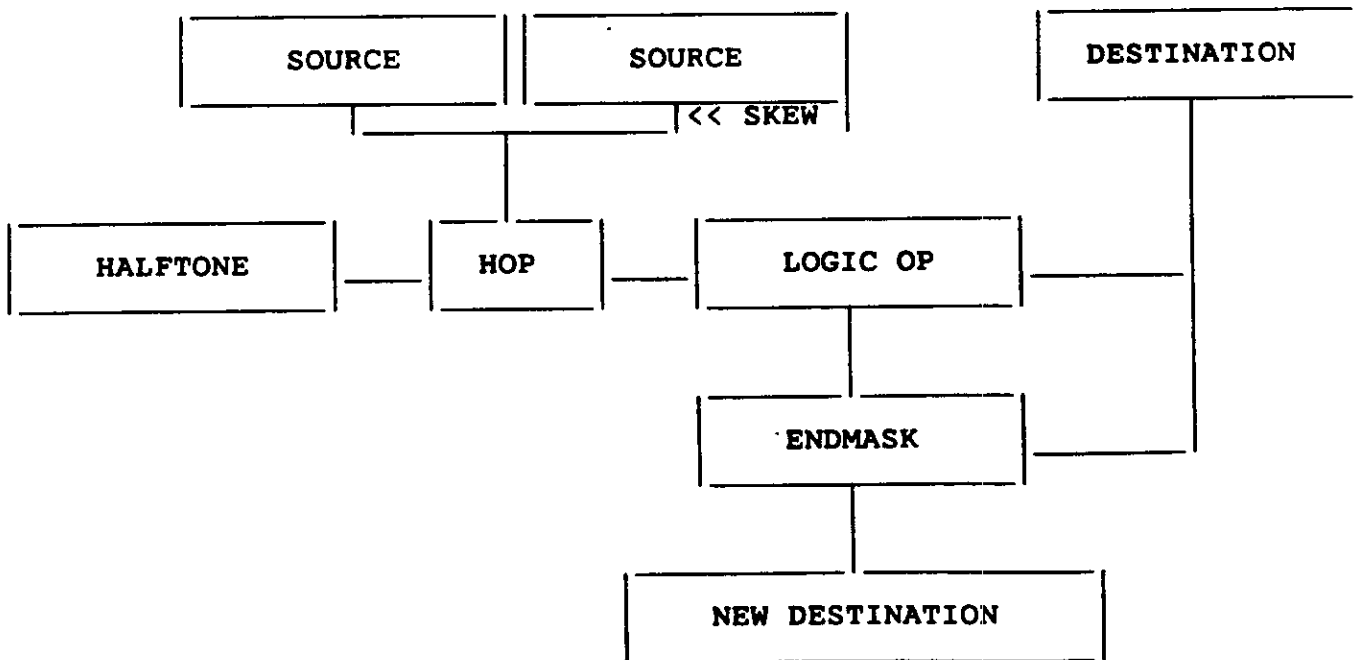 SOURCE
SOURCE
DESTINATION
<< SKEW
HALFTONE
HOP
LOGIC OP
ENDMASK
NEW DESTINATION